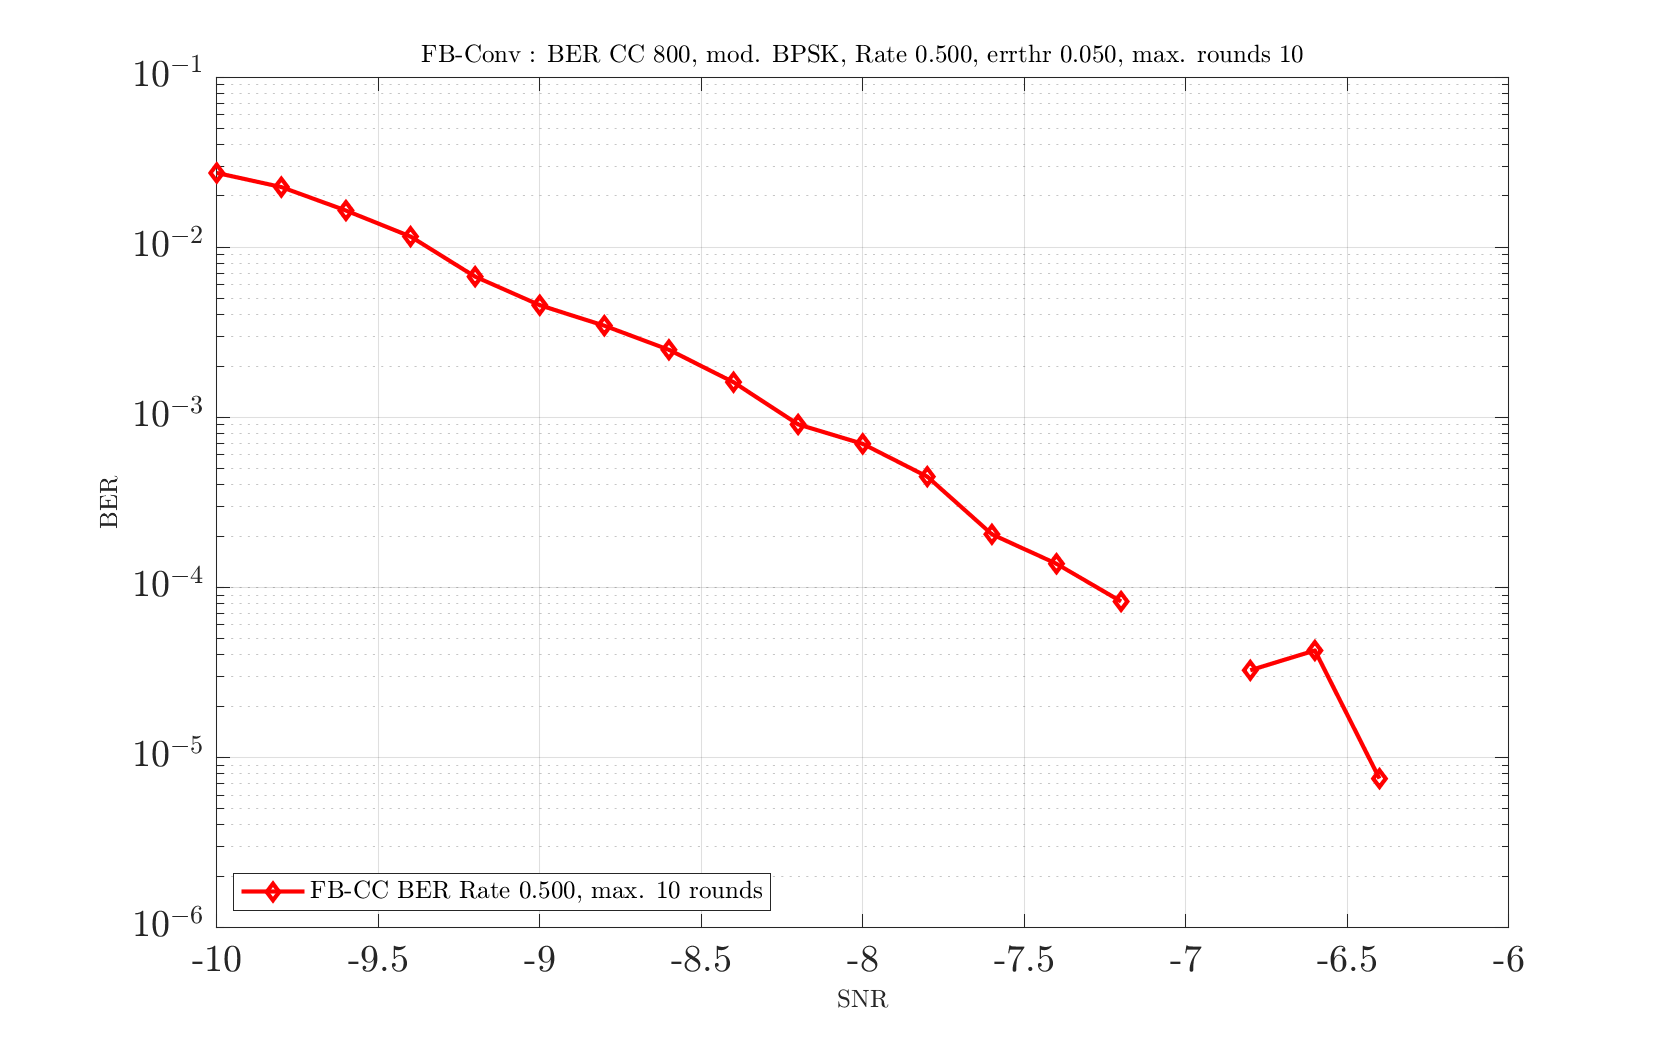 FB-Conv : BER CC 800, mod. BPSK, Rate 0.500, errthr 0.050, max. rounds 10
10⁻¹
10⁻²
10⁻³
10⁻⁴
10⁻⁵
10⁻⁶
BER
FB-CC BER Rate 0.500, max. 10 rounds
-10 -9.5 -9 -8.5 -8 -7.5 -7 -6.5 -6
SNR